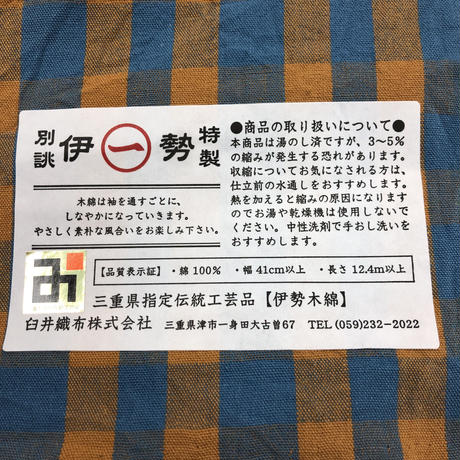 別誂 伊 一 勢 特製
木綿は袖を通すごとに、
しなやかになっていきます。
やさしく素朴な風合いをお楽しみ下さい。
●商品の取り扱いについて●
本商品は湯のし済ですが、3〜5%
の縮みが発生する恐れがあります。
収縮についてお気になされる方は、
仕立前の水通しをおすすめします。
熱を加えると縮みの原因になります
のでお湯や乾燥機は使用しないで
ください。中性洗剤で手おし洗いを
おすすめします。
【品質表示証】・綿100% ・幅41cm以上 ・長さ12.4m以上
三重県指定伝統工芸品【伊勢木綿】
臼井織布株式会社 三重県津市一身田大古曽67 TEL(059)232-2022